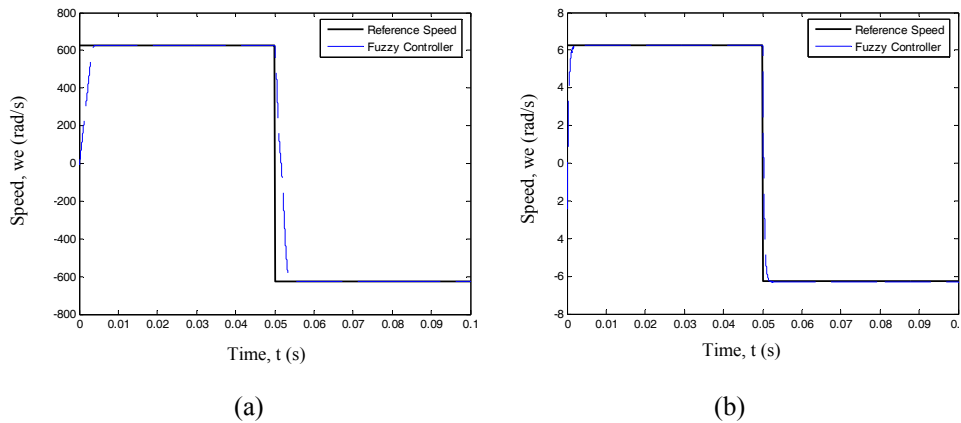 800
600
400
200
0
-200
-400
-600
-800
0 0.01 0.02 0.03 0.04 0.05 0.06 0.07 0.08 0.09 0.1
Speed, we (rad/s)
Time, t (s)
Reference Speed
Fuzzy Controller
(a)
8
6
4
2
0
-2
-4
-6
-8
0 0.01 0.02 0.03 0.04 0.05 0.06 0.07 0.08 0.09 0.
Speed, we (rad/s)
Time, t (s)
Reference Speed
Fuzzy Controller
(b)